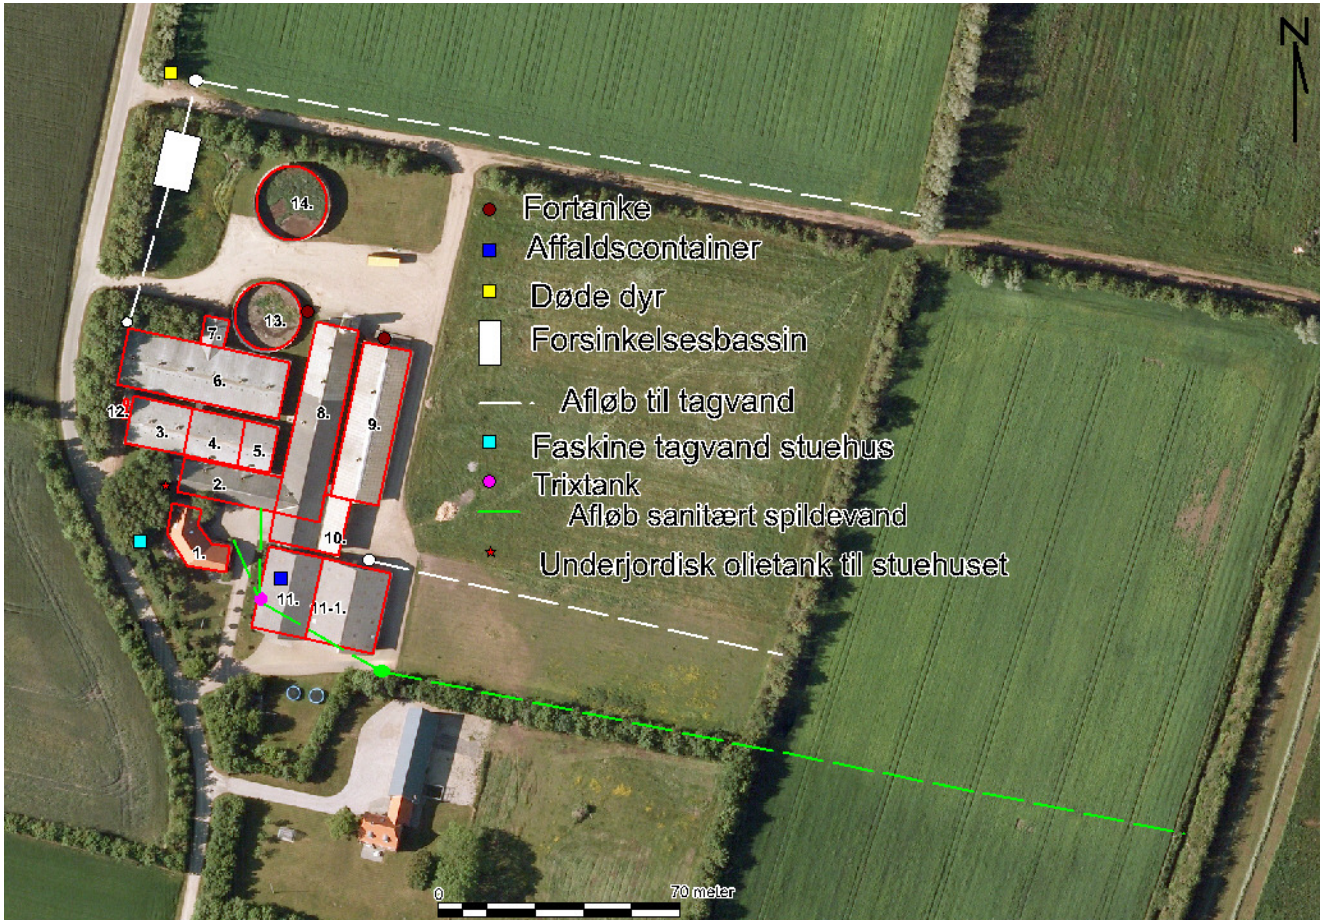 N
14.
Fortanke
Affaldscontainer
Døde dyr
13.
7.
Forsinkelsesbassin
6.
8.
Afløb til tagvand
12.
3.
4.
5.
9.
Faskine tagvand stuehus
2.
Trixtank
Afløb sanitært spildevand
10.
1.
Underjordisk olietank til stuehuset
11.
11-1.
0
70 meter